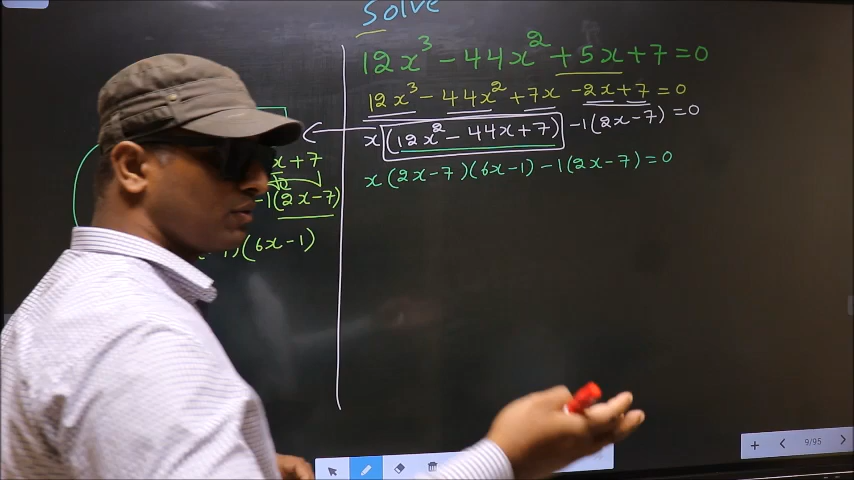 Solve
12x³ - 44x² + 5x + 7 = 0
12x³ - 44x² + 7x - 2x + 7 = 0
x (12x² - 44x + 7) - 1(2x - 7) = 0
x (2x - 7)(6x - 1) - 1(2x - 7) = 0
x + 7
-1(2x - 7)
)(6x - 1)
9/95